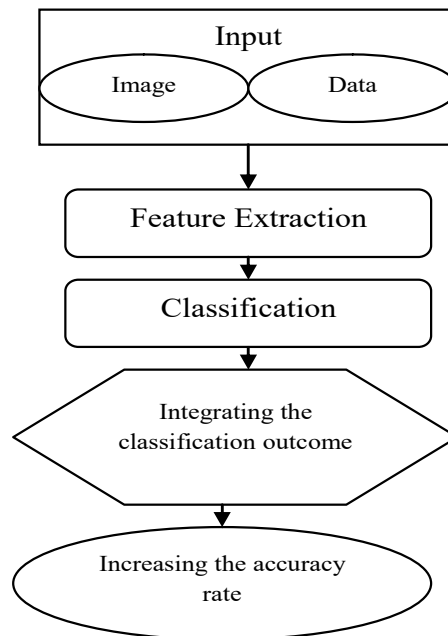 Input
Image Data
Feature Extraction
Classification
Integrating the
classification outcome
Increasing the accuracy
rate